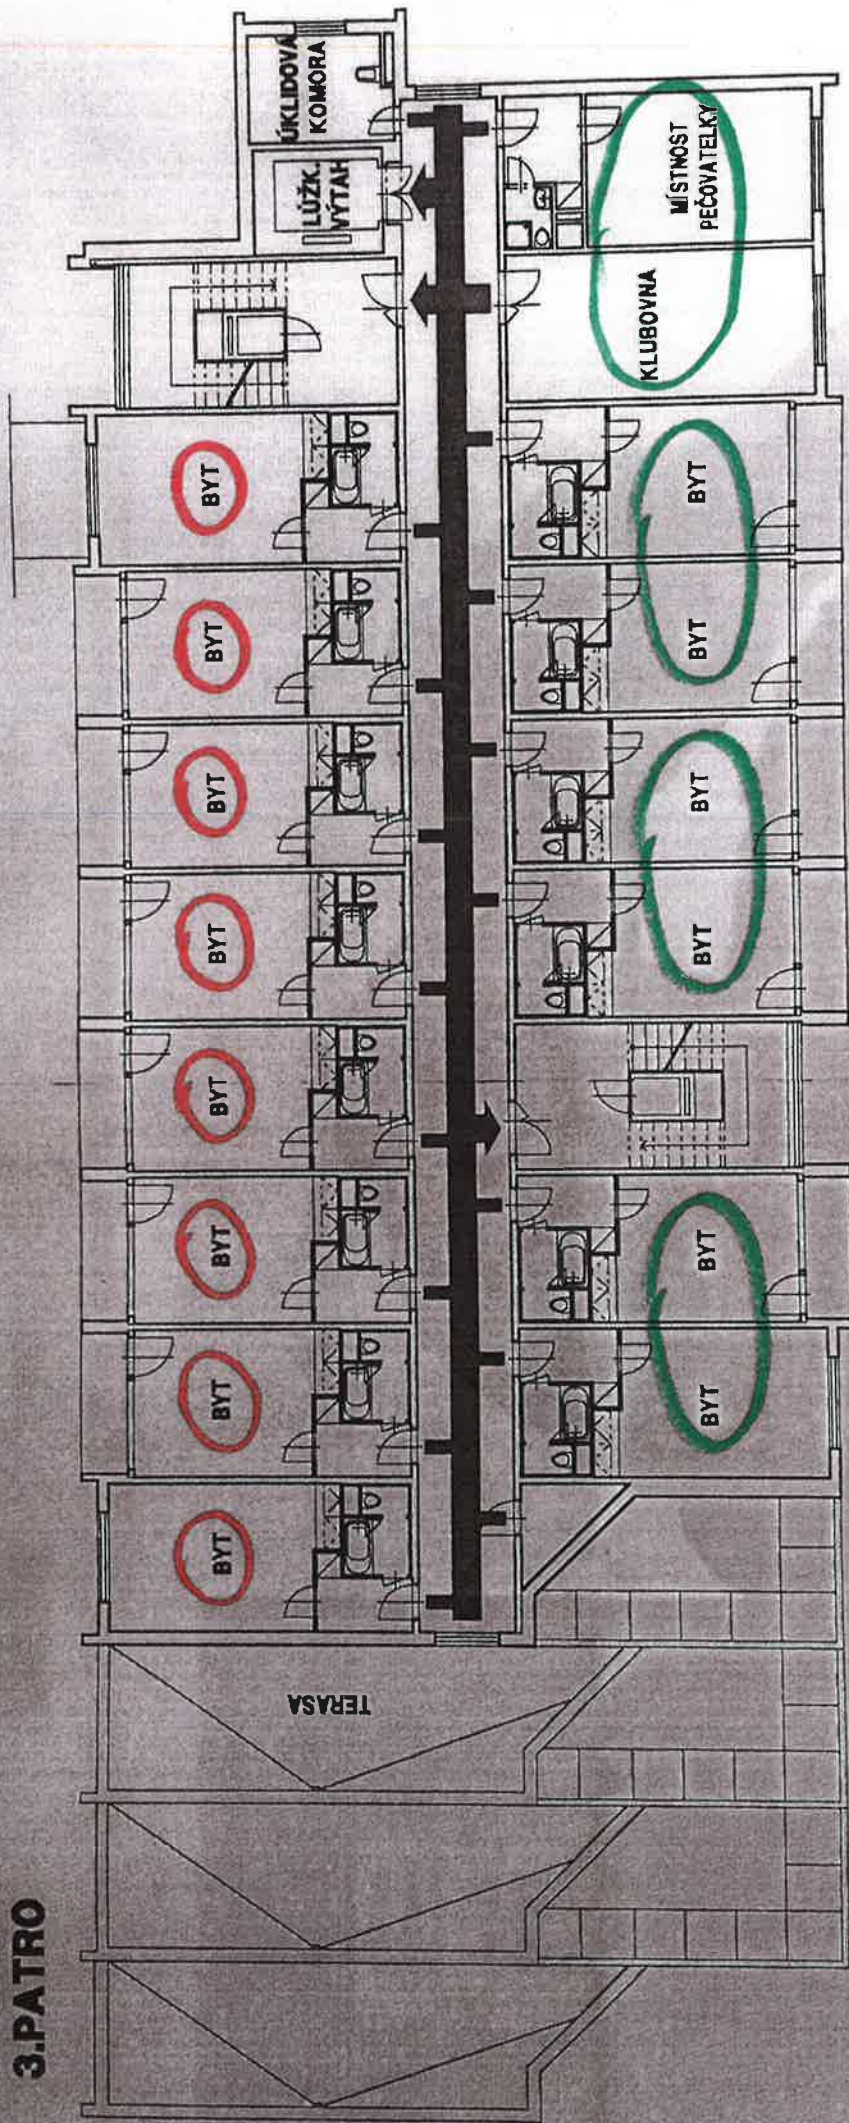 3.PATRO
ÚKLIDOVÁ
KOMORA
LŮŽK.
VÝTAH
BYT
BYT
BYT
BYT
BYT
BYT
BYT
BYT
TERASA
MÍSTNOST
PEČOVATELKY
KLUBOVNA
BYT
BYT
BYT
BYT
BYT
BYT